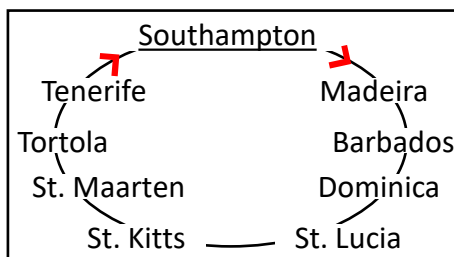 Southampton
Tenerife Madeira
Tortola Barbados
St. Maarten Dominica
St. Kitts St. Lucia